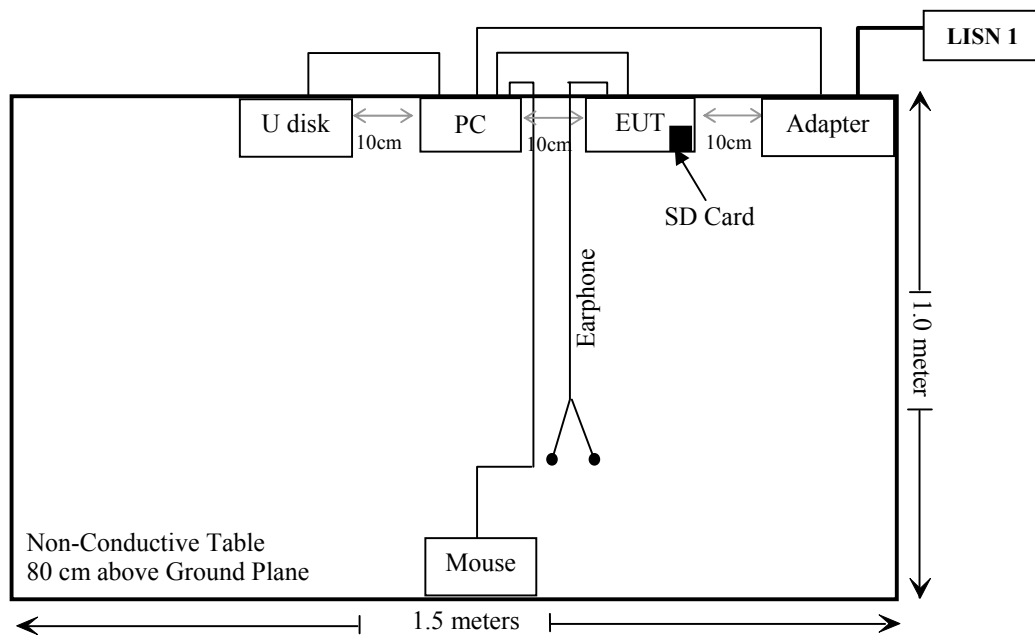 LISN 1
U disk
PC
EUT
Adapter
10cm
10cm
10cm
SD Card
Earphone
1.0 meter
Non-Conductive Table
80 cm above Ground Plane
Mouse
1.5 meters